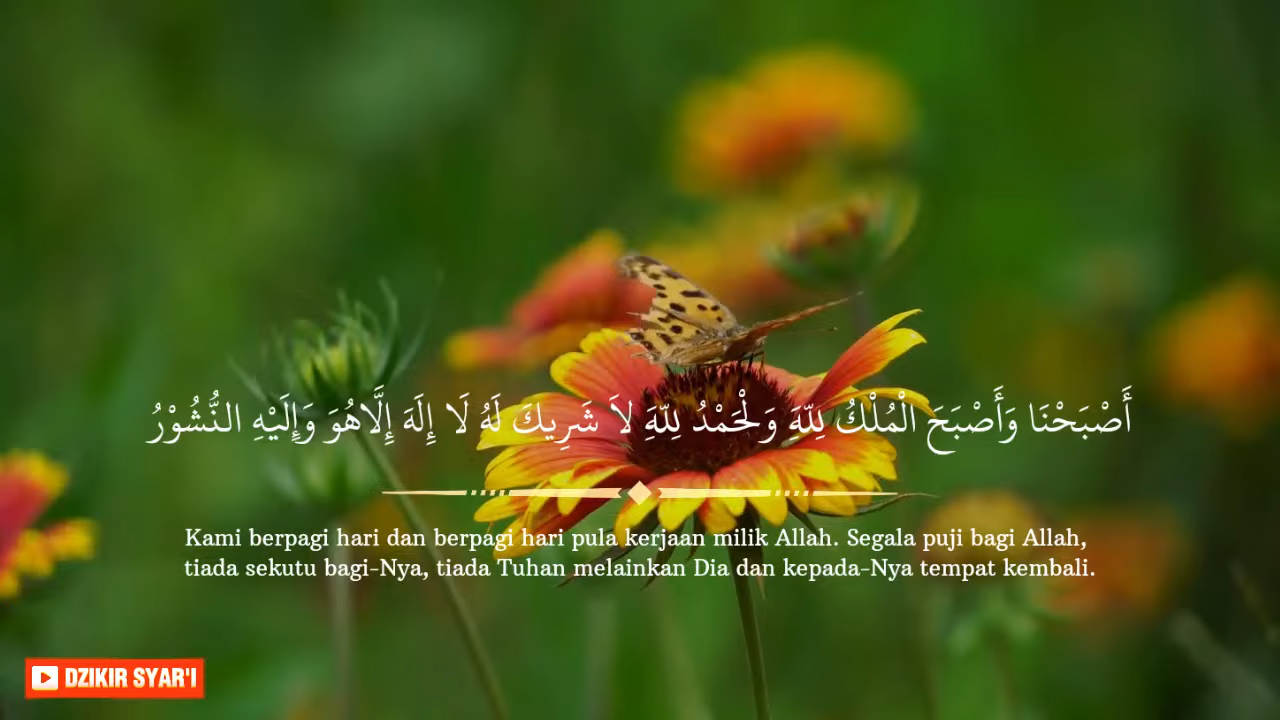 أَصْبَحْنَا وَأَصْبَحَ الْمُلْكُ لِلّهَ وَلْحَمْدُ لِلّهِ لاَ شَرِيكَ لَهُ لَا إِلَهَ إِلَّاهُوَ وَإِلَيْهِ النُّشُوْرُ
Kami berpagi hari dan berpagi hari pula kerjaan milik Allah. Segala puji bagi Allah,
tiada sekutu bagi-Nya, tiada Tuhan melainkan Dia dan kepada-Nya tempat kembali.
DZIKIR SYAR'I